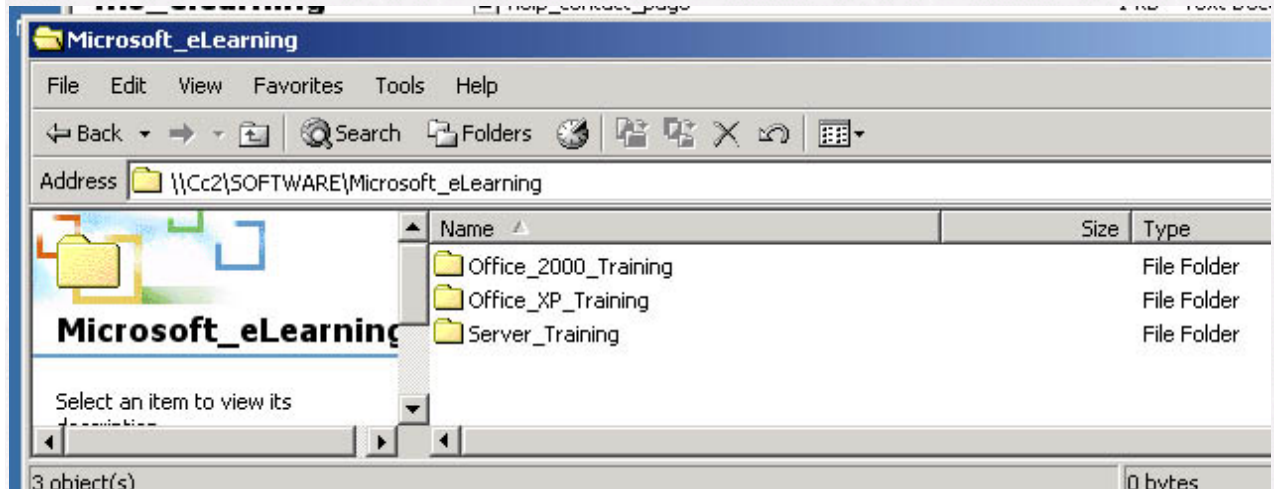 help_contact_page
Microsoft_eLearning
File Edit View Favorites Tools Help
Back Search Folders
Address \\Cc2\SOFTWARE\Microsoft_eLearning
Name Size Type
Office_2000_Training File Folder
Office_XP_Training File Folder
Server_Training File Folder
Microsoft_eLearning
Select an item to view its
3 object(s) 0 bytes